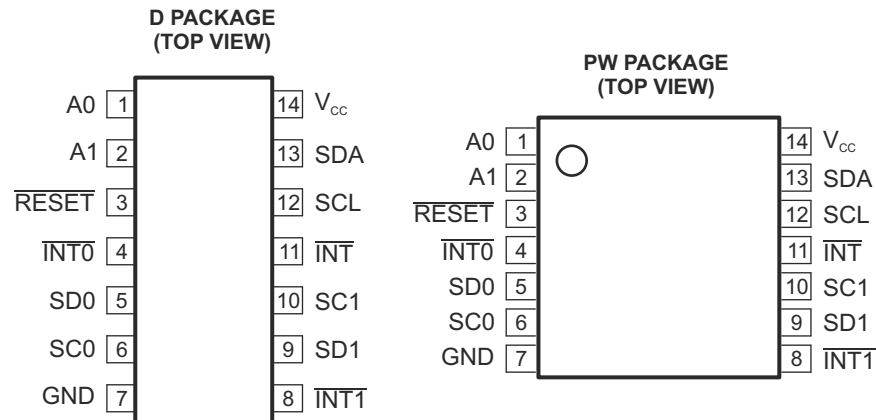 D PACKAGE
(TOP VIEW)
A0 1
14 VCC
A1 2
13 SDA
RESET 3
12 SCL
INT0 4
11 INT
SD0 5
10 SC1
SC0 6
9 SD1
GND 7
8 INT1
PW PACKAGE
(TOP VIEW)
A0 1
14 VCC
A1 2
13 SDA
RESET 3
12 SCL
INT0 4
11 INT
SD0 5
10 SC1
SC0 6
9 SD1
GND 7
8 INT1